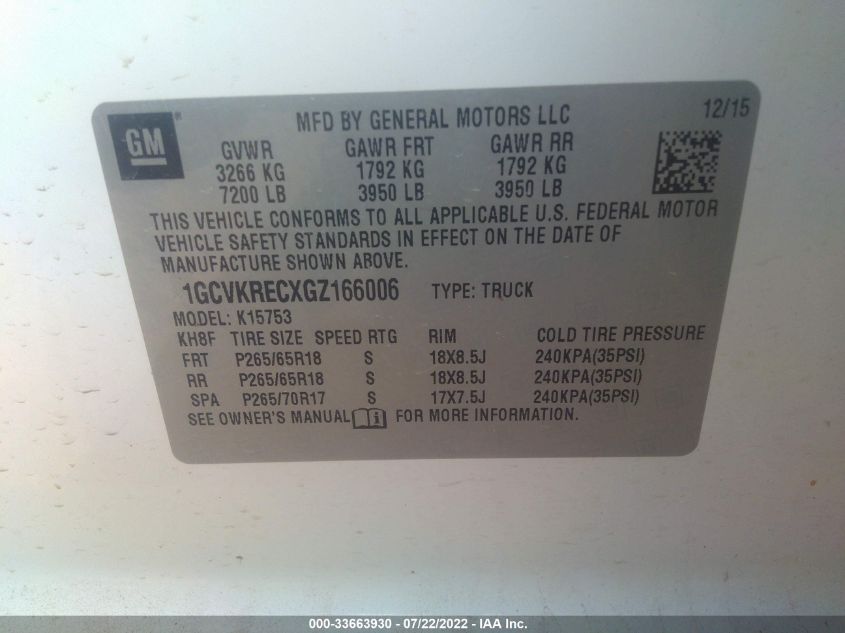 GM ®
MFD BY GENERAL MOTORS LLC 12/15
GVWR GAWR FRT GAWR RR
3266 KG 1792 KG 1792 KG
7200 LB 3950 LB 3950 LB
THIS VEHICLE CONFORMS TO ALL APPLICABLE U.S. FEDERAL MOTOR
VEHICLE SAFETY STANDARDS IN EFFECT ON THE DATE OF
MANUFACTURE SHOWN ABOVE.
1GCVKRECXGZ166006 TYPE: TRUCK
MODEL: K15753
KH8F TIRE SIZE SPEED RTG RIM COLD TIRE PRESSURE
FRT P265/65R18 S 18X8.5J 240KPA(35PSI)
RR P265/65R18 S 18X8.5J 240KPA(35PSI)
SPA P265/70R17 S 17X7.5J 240KPA(35PSI)
SEE OWNER'S MANUAL i FOR MORE INFORMATION.
000-33663930 - 07/22/2022 - IAA Inc.